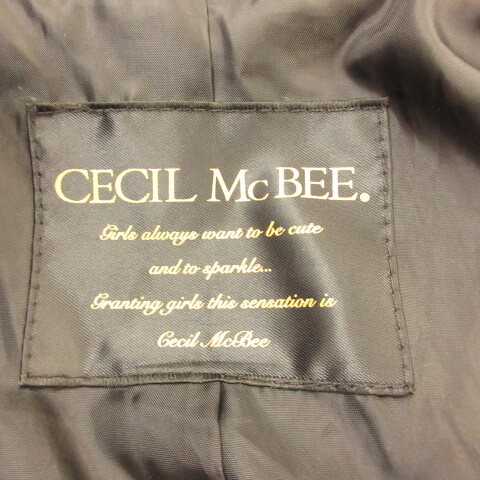 CECIL McBEE®
Girls always want to be cute
and to sparkle...
Granting girls this sensation is
Cecil McBee